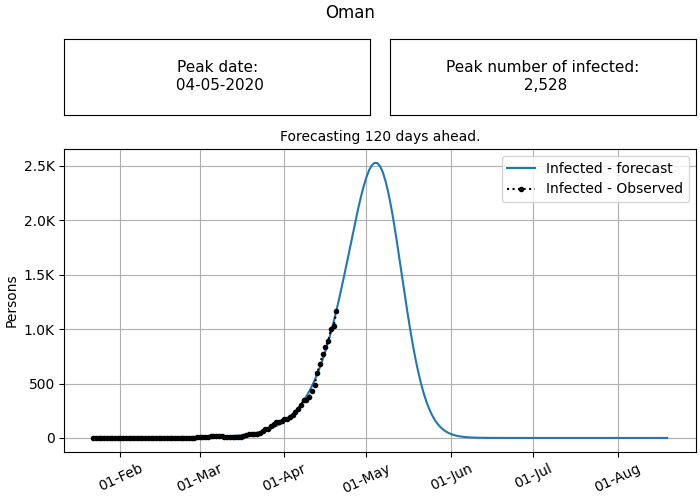 Oman
Peak date:
04-05-2020
Peak number of infected:
2,528
Forecasting 120 days ahead.
Infected - forecast
Infected - Observed
2.5K
2.0K
1.5K
1.0K
500
0
Persons
01-Feb
01-Mar
01-Apr
01-May
01-Jun
01-Jul
01-Aug